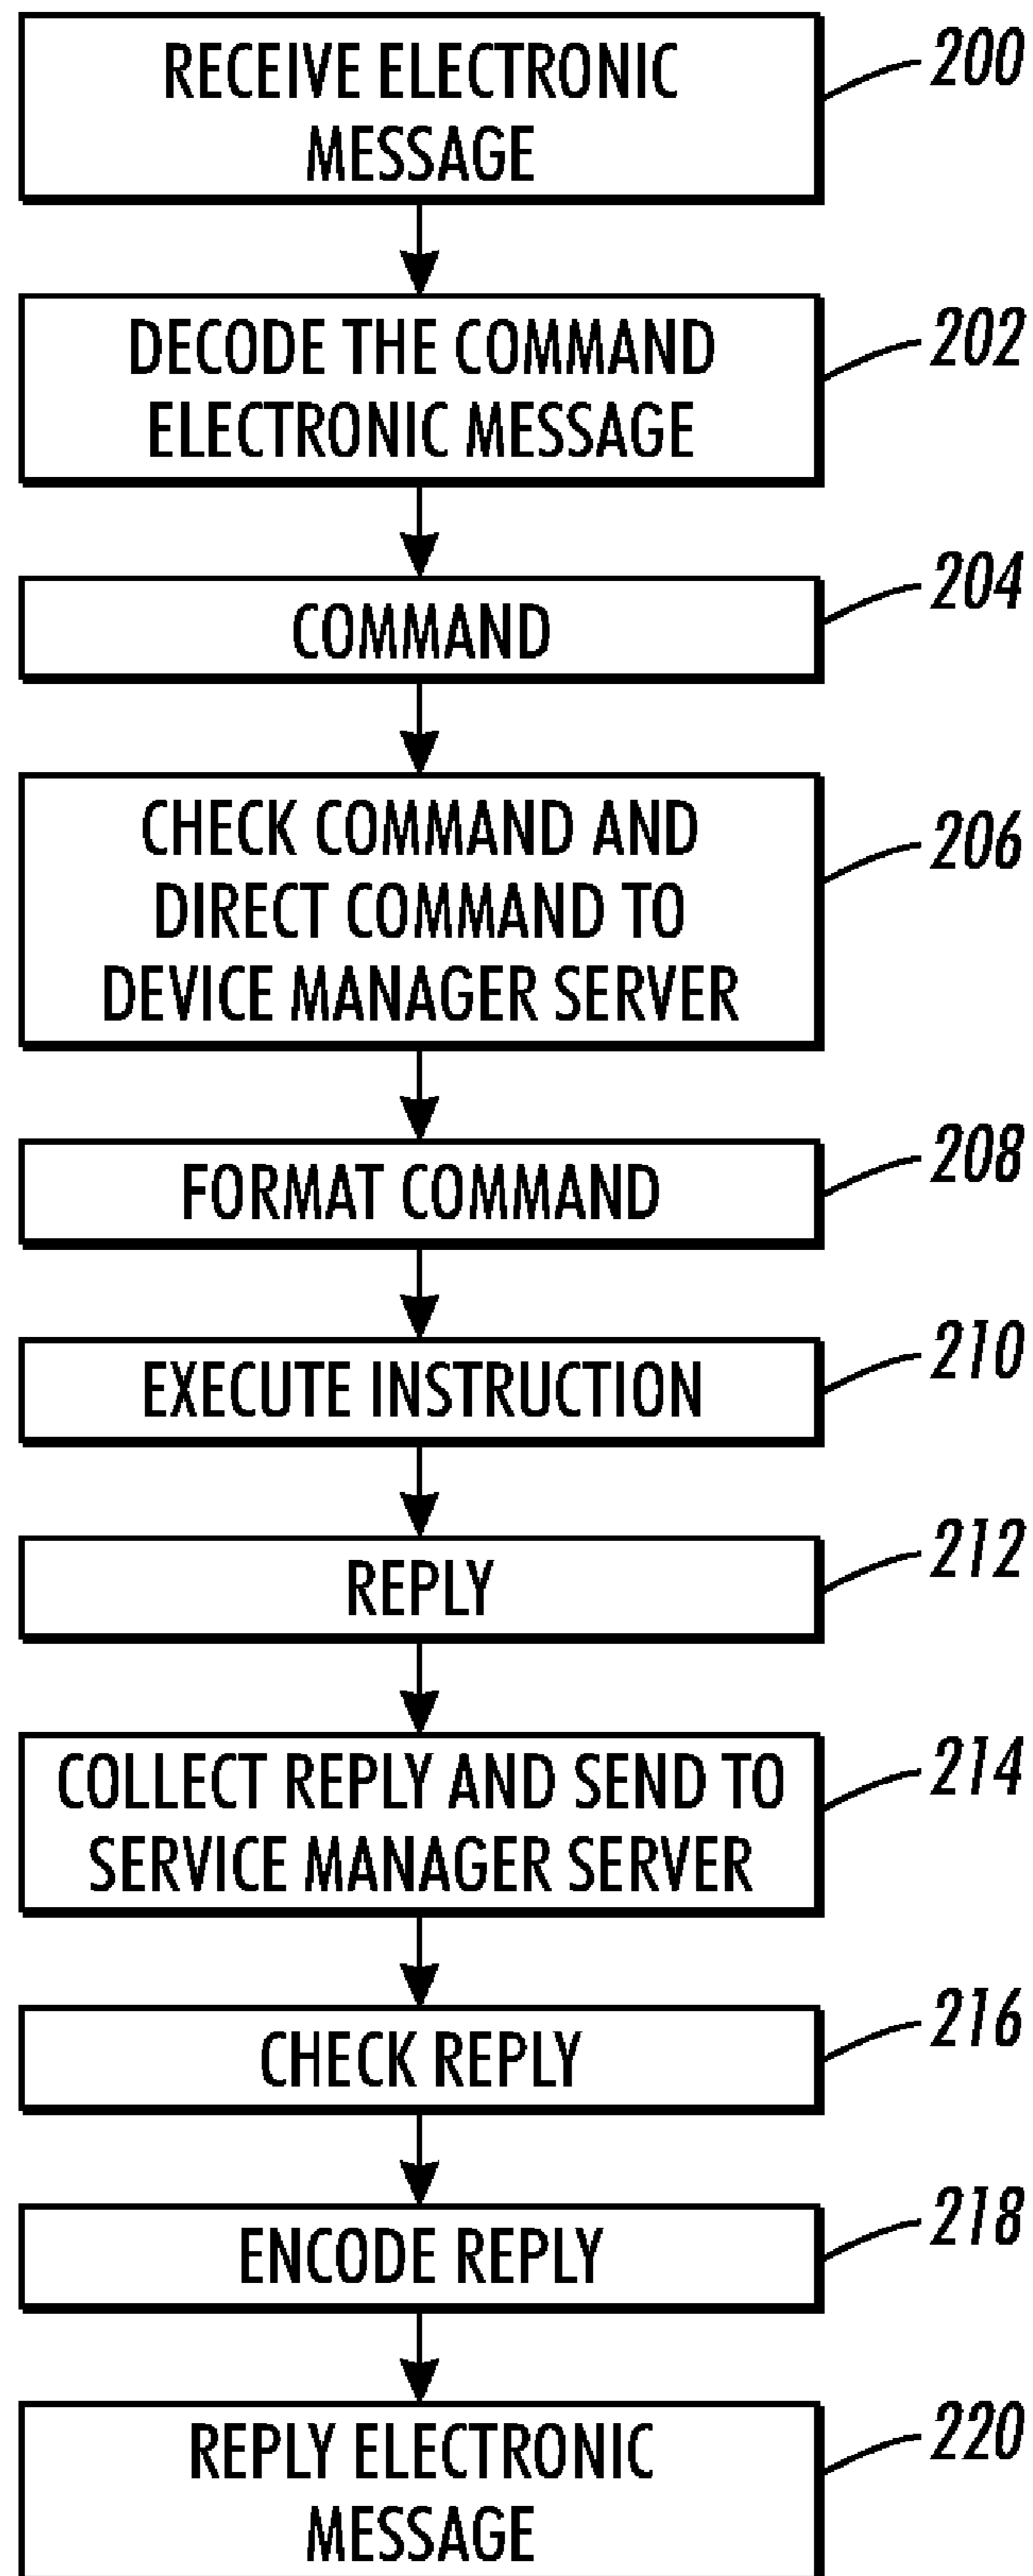 RECEIVE ELECTRONIC
MESSAGE
200
DECODE THE COMMAND
ELECTRONIC MESSAGE
202
COMMAND
204
CHECK COMMAND AND
DIRECT COMMAND TO
DEVICE MANAGER SERVER
206
FORMAT COMMAND
208
EXECUTE INSTRUCTION
210
REPLY
212
COLLECT REPLY AND SEND TO
SERVICE MANAGER SERVER
214
CHECK REPLY
216
ENCODE REPLY
218
REPLY ELECTRONIC
MESSAGE
220